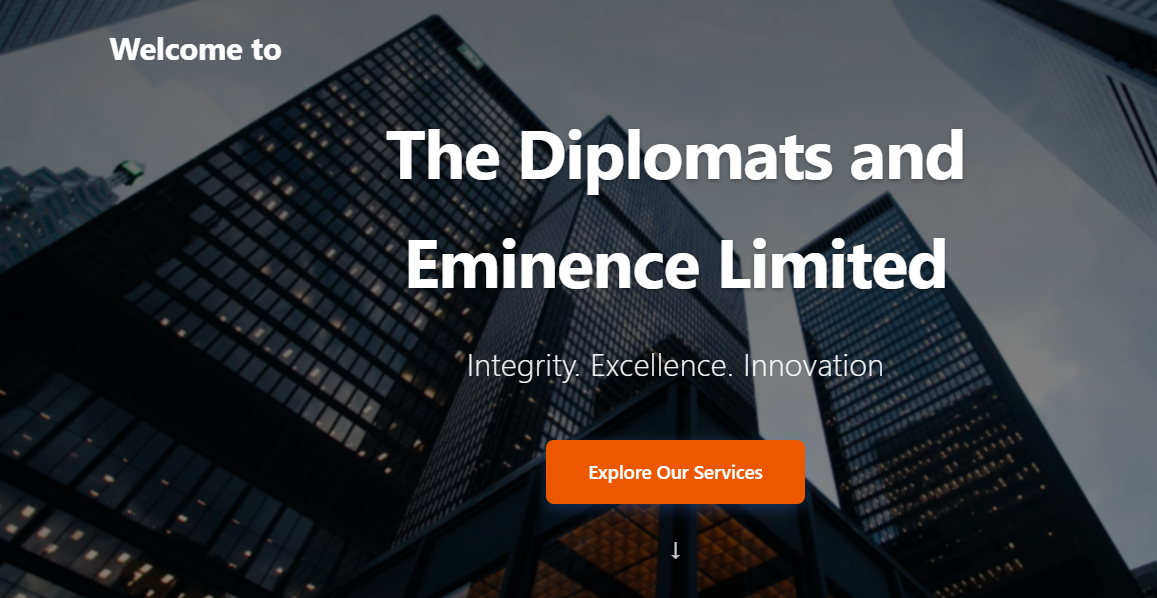 Welcome to
The Diplomats and
Eminence Limited
Integrity. Excellence. Innovation
Explore Our Services
↓